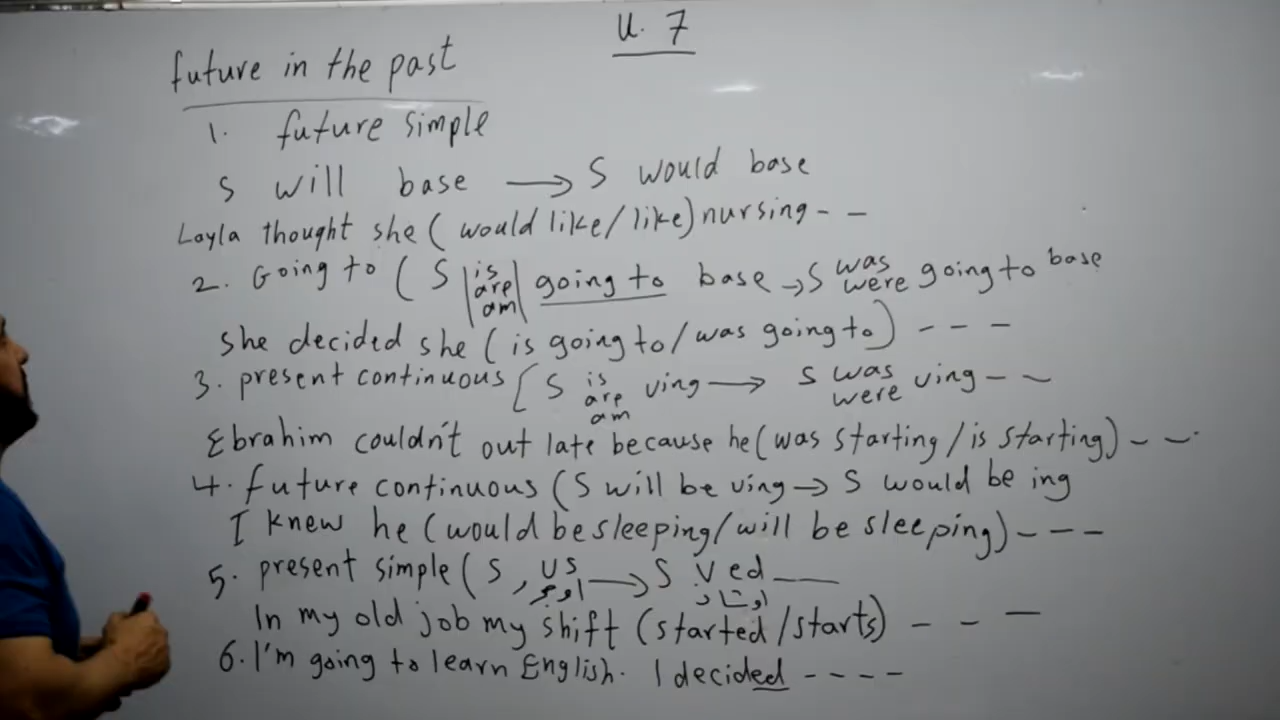 U. 7
future in the past
1. future simple
S will base → S would base
Layla thought she ( would like / like) nursing - -
2. Going to ( S | is are am | going to base → S was were going to base
she decided she ( is going to / was going to) - - -
3. present continuous [ S is are am ving → S was were ving - -
Ebrahim couldn't out late because he (was starting / is starting) - -
4. future continuous ( S will be ving → S would be ing
I knew he ( would be sleeping / will be sleeping) - - -
5. present simple ( S , vs → S ved ___
In my old job my shift (started / starts) - - -
6. I'm going to learn English. I decided - - - -